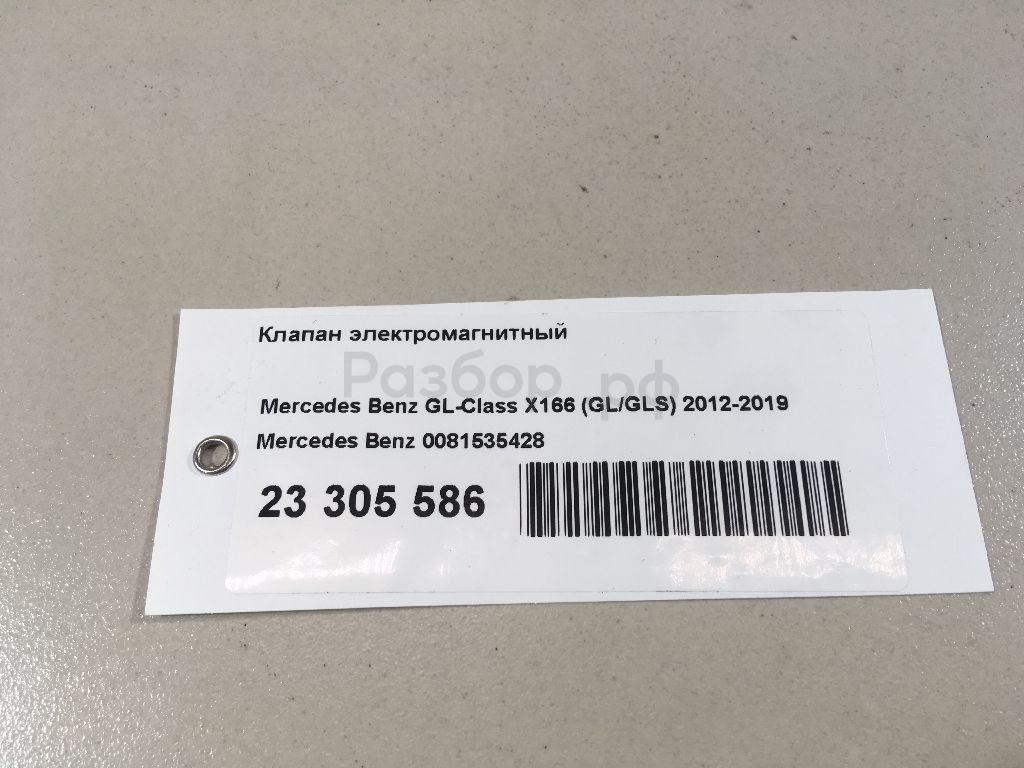 Клапан электромагнитный
Разбор.рф
Mercedes Benz GL-Class X166 (GL/GLS) 2012-2019
Mercedes Benz 0081535428
23 305 586